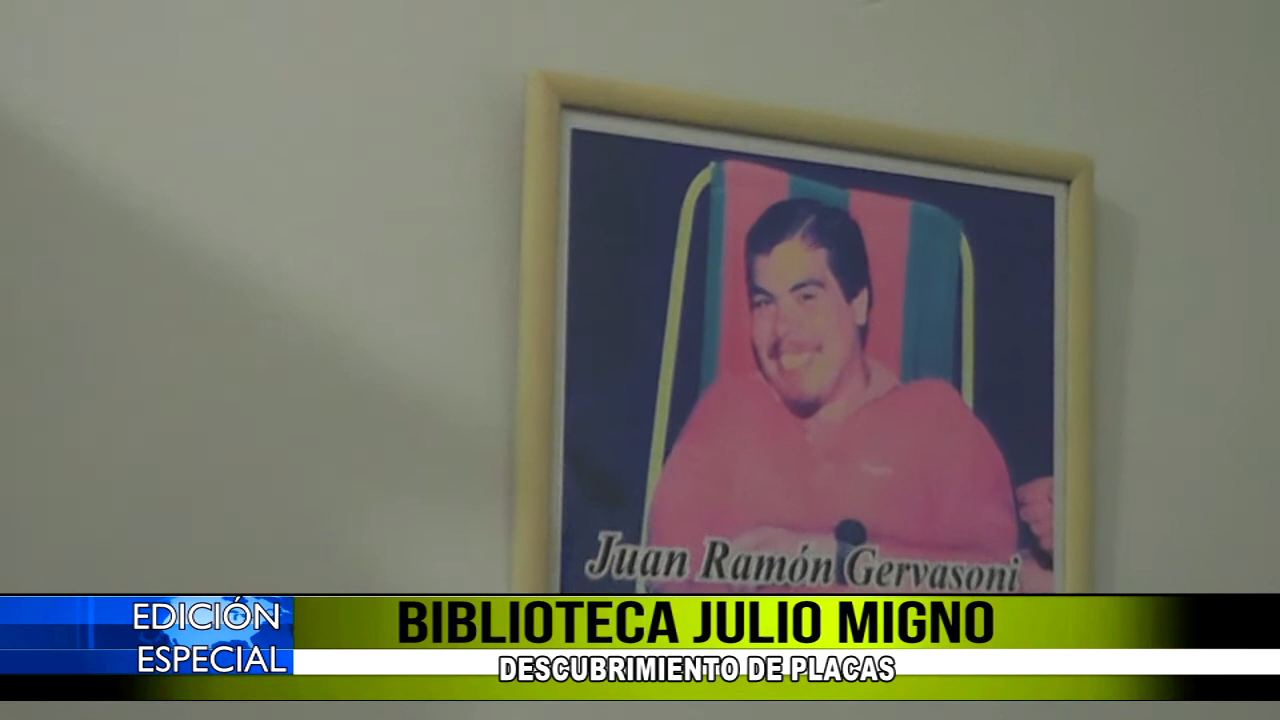 Juan Ramón Gervasoni
EDICIÓN
ESPECIAL
BIBLIOTECA JULIO MIGNO
DESCUBRIMIENTO DE PLACAS